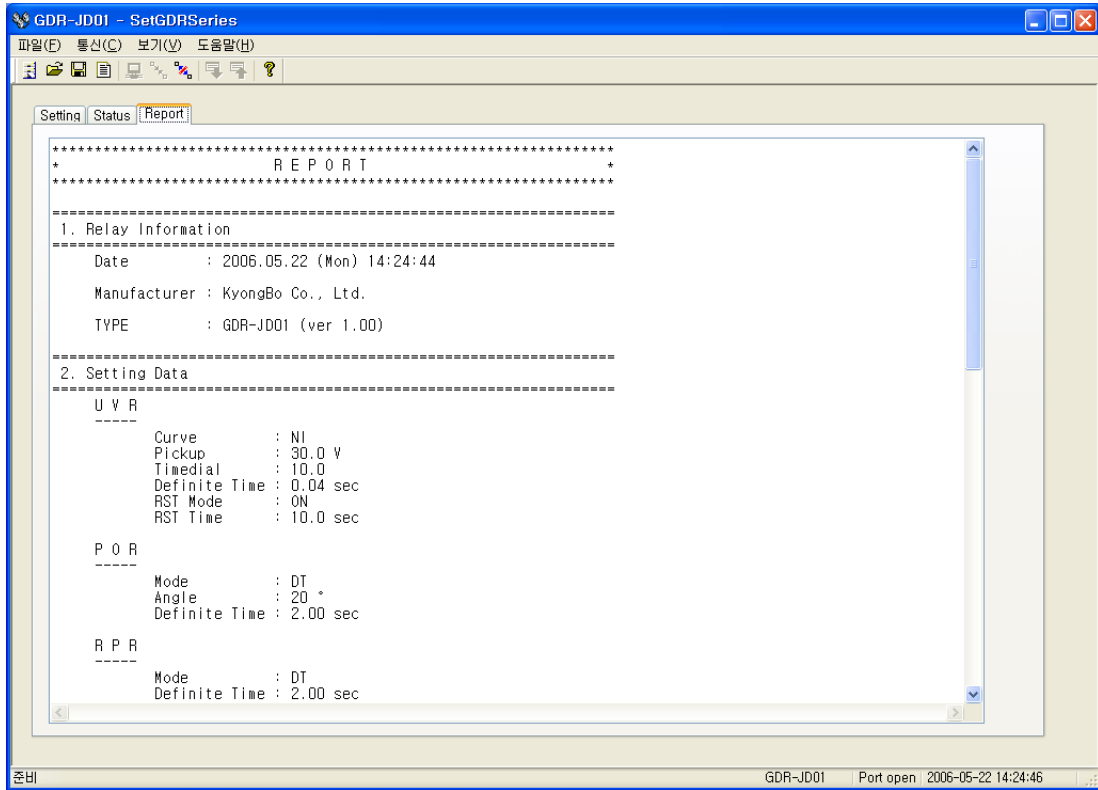 GDR-JD01 - SetGDRSeries
파일(F) 통신(C) 보기(V) 도움말(H)
Setting Status Report
******************************************************************
* R E P O R T *
******************************************************************
==================================================================
1. Relay Information
==================================================================
Date : 2006.05.22 (Mon) 14:24:44
Manufacturer : KyongBo Co., Ltd.
TYPE : GDR-JD01 (ver 1.00)
==================================================================
2. Setting Data
==================================================================
U V R
-----
Curve : NI
Pickup : 30.0 V
Timedial : 10.0
Definite Time : 0.04 sec
RST Mode : ON
RST Time : 10.0 sec
P O R
-----
Mode : DT
Angle : 20 °
Definite Time : 2.00 sec
R P R
-----
Mode : DT
Definite Time : 2.00 sec
준비 GDR-JD01 Port open 2006-05-22 14:24:46